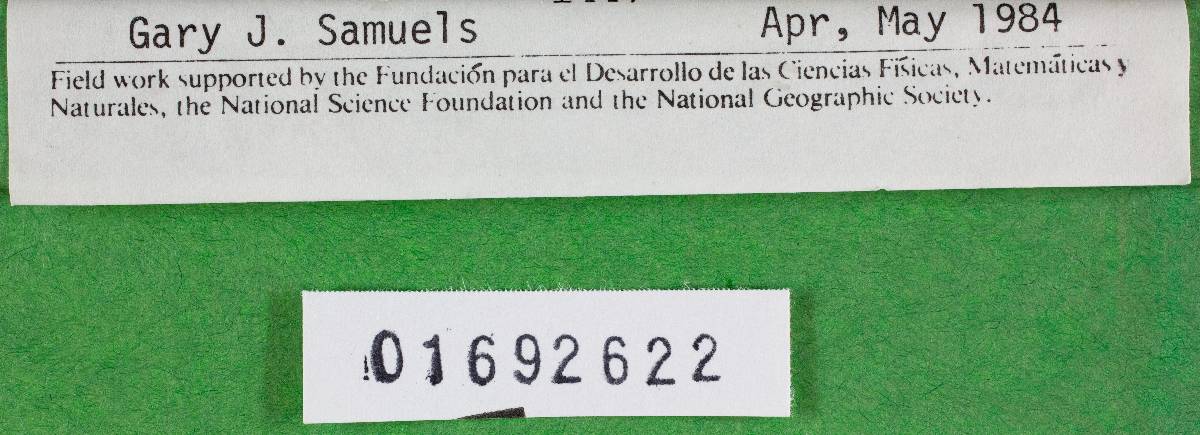 Gary J. Samuels Apr, May 1984
Field work supported by the Fundación para el Desarrollo de las Ciencias Físicas, Matemáticas y
Naturales, the National Science Foundation and the National Geographic Society.
01692622